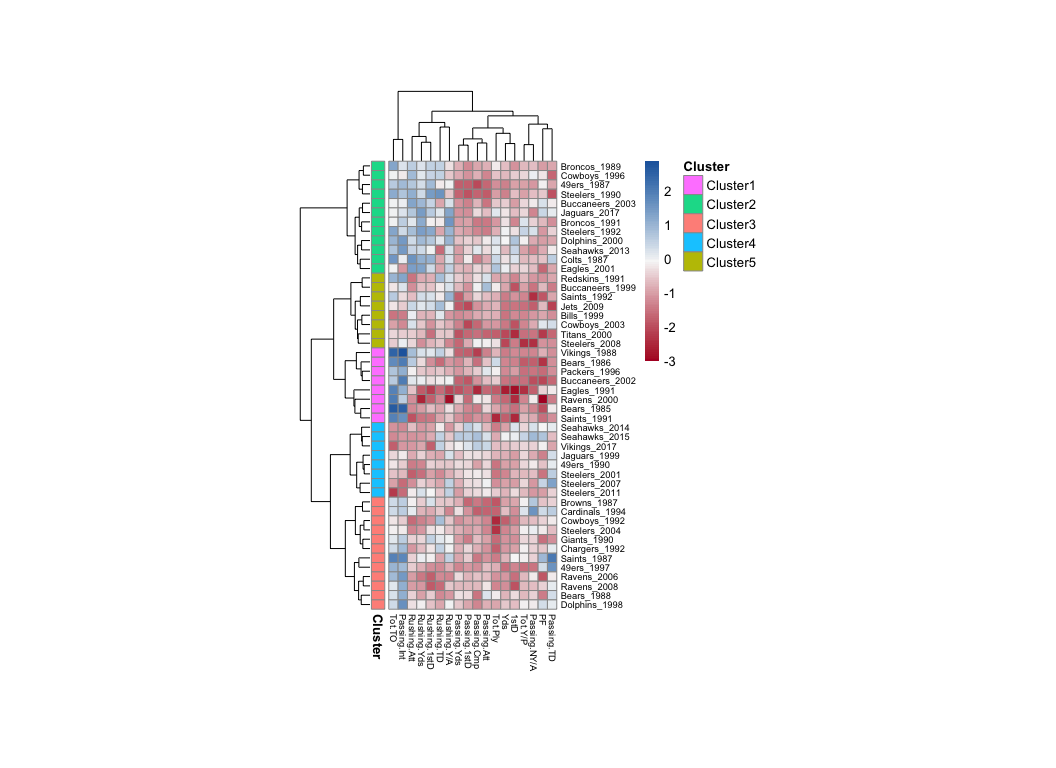 Broncos_1989
Cowboys_1996
49ers_1987
Steelers_1990
Buccaneers_2003
Jaguars_2017
Broncos_1991
Steelers_1992
Dolphins_2000
Seahawks_2013
Colts_1987
Eagles_2001
Redskins_1991
Buccaneers_1999
Saints_1992
Jets_2009
Bills_1999
Cowboys_2003
Titans_2000
Steelers_2008
Vikings_1988
Bears_1986
Packers_1996
Buccaneers_2002
Eagles_1991
Ravens_2000
Bears_1985
Saints_1991
Seahawks_2014
Seahawks_2015
Vikings_2017
Jaguars_1999
49ers_1990
Steelers_2001
Steelers_2007
Steelers_2011
Browns_1987
Cardinals_1994
Cowboys_1992
Steelers_2004
Giants_1990
Chargers_1992
Saints_1987
49ers_1997
Ravens_2006
Ravens_2008
Bears_1988
Dolphins_1998
2
1
0
-1
-2
-3
Cluster
Cluster1
Cluster2
Cluster3
Cluster4
Cluster5
Cluster
Tot.TO
Passing.Int
Rushing.Att
Rushing.Yds
Rushing.1stD
Rushing.TD
Rushing.Y/A
Passing.Yds
Passing.1stD
Passing.Cmp
Passing.Att
Tot.Ply
Yds
1stD
Tot.Y/P
Passing.NY/A
PF
Passing.TD